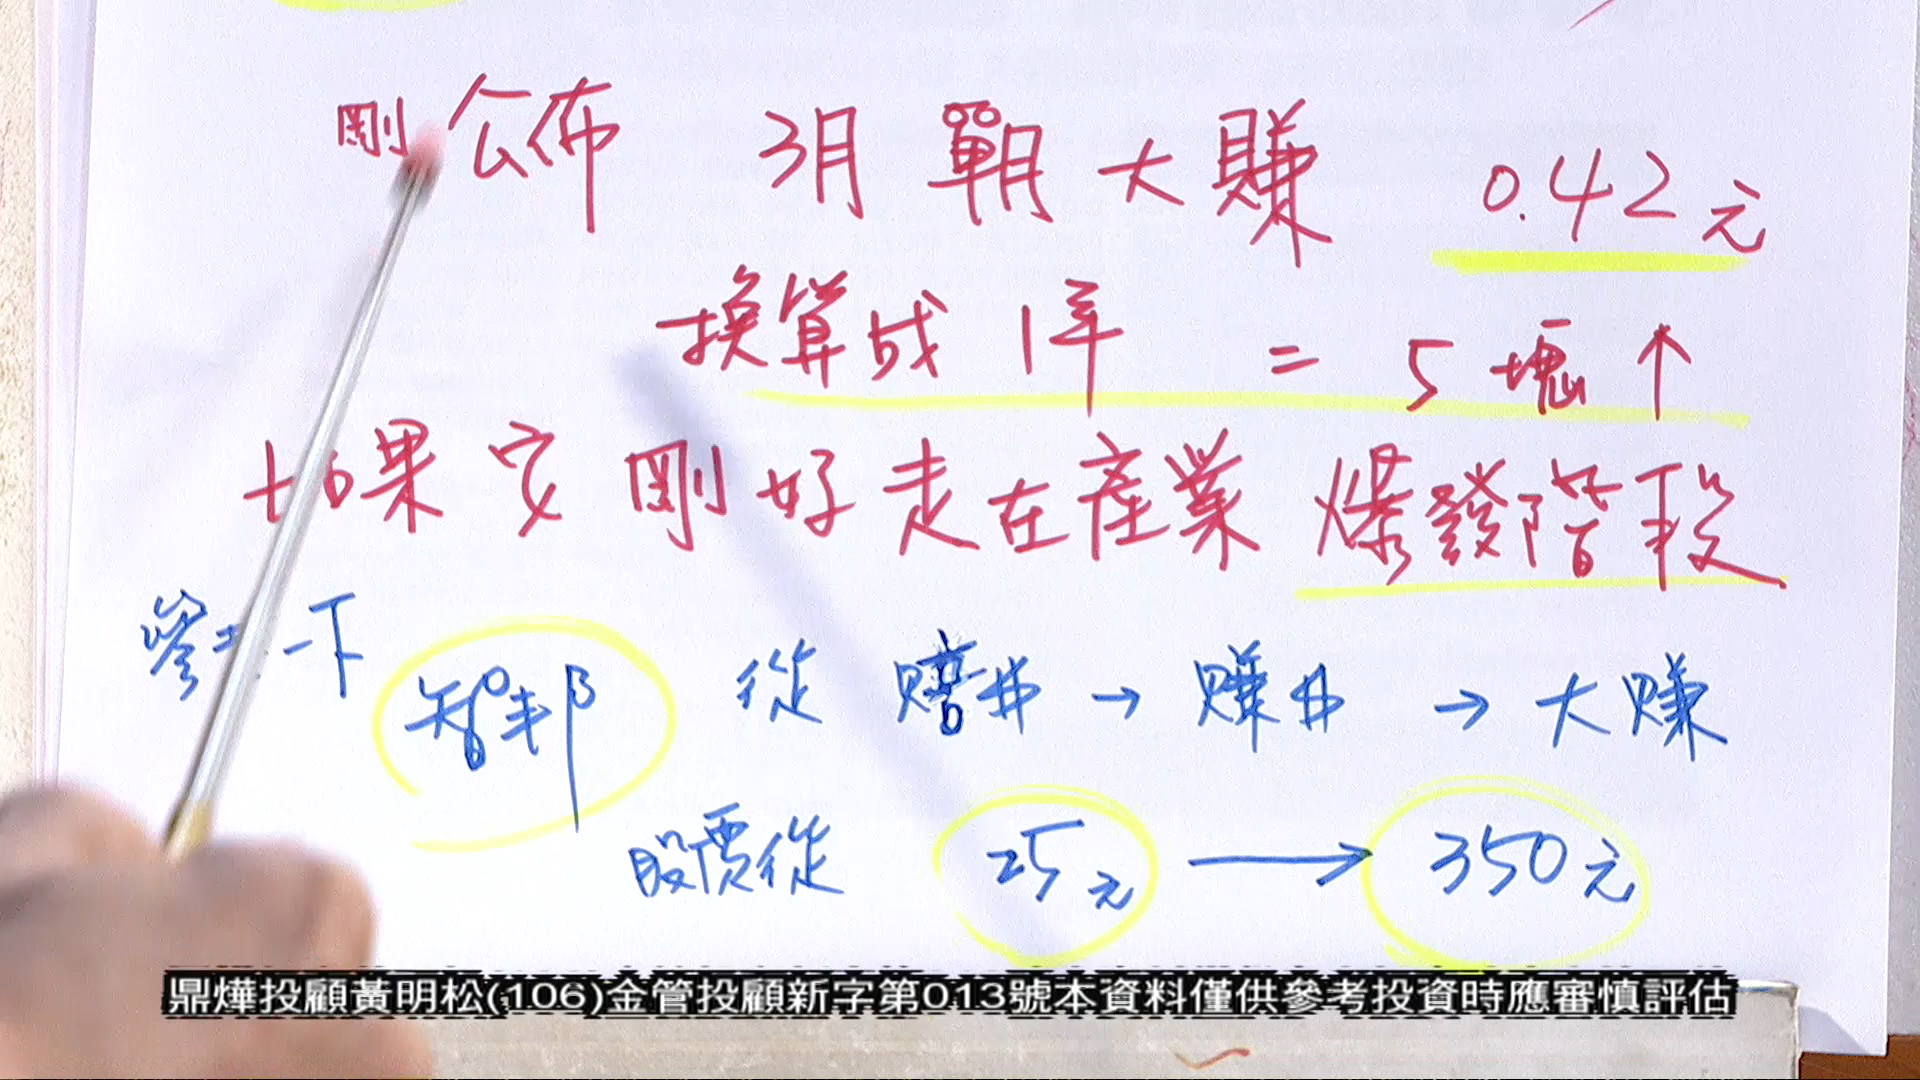 剛公佈 3月單月大賺 0.42元
換算成 1年 = 5塊↑
如果它剛好走在產業爆發階段
參考一下 智邦 從賠錢 → 賺錢 → 大賺
股價從 25元 → 350元
鼎燁投顧黃明松(106)金管投顧新字第013號本資料僅供參考投資時應審慎評估